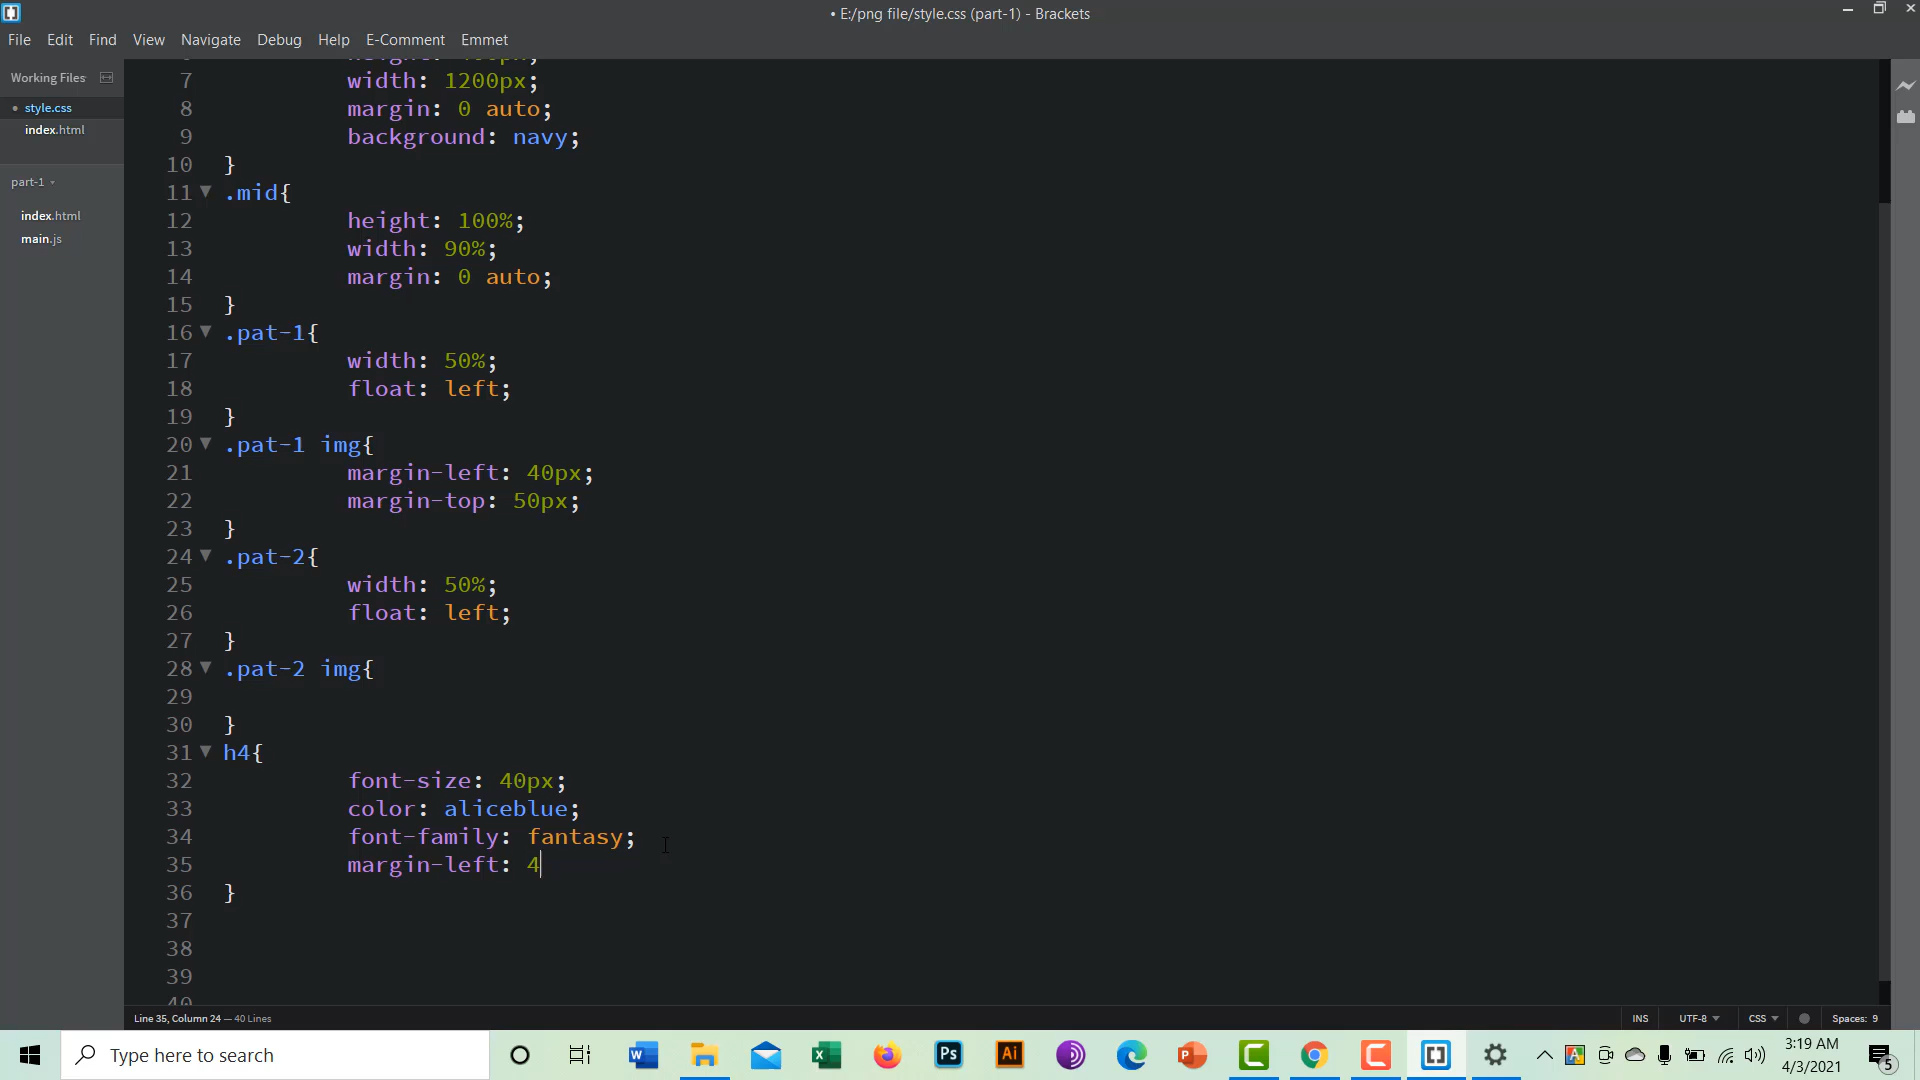 • E:/png file/style.css (part-1) - Brackets
File Edit Find View Navigate Debug Help E-Comment Emmet
Working Files
• style.css
index.html
part-1
index.html
main.js
7 width: 1200px;
8 margin: 0 auto;
9 background: navy;
10 }
11 .mid{
12 height: 100%;
13 width: 90%;
14 margin: 0 auto;
15 }
16 .pat-1{
17 width: 50%;
18 float: left;
19 }
20 .pat-1 img{
21 margin-left: 40px;
22 margin-top: 50px;
23 }
24 .pat-2{
25 width: 50%;
26 float: left;
27 }
28 .pat-2 img{
29
30 }
31 h4{
32 font-size: 40px;
33 color: aliceblue;
34 font-family: fantasy;
35 margin-left: 4
36 }
37
38
39
40
Line 35, Column 24 — 40 Lines
INS UTF-8 CSS Spaces: 9
Type here to search
3:19 AM
4/3/2021
5